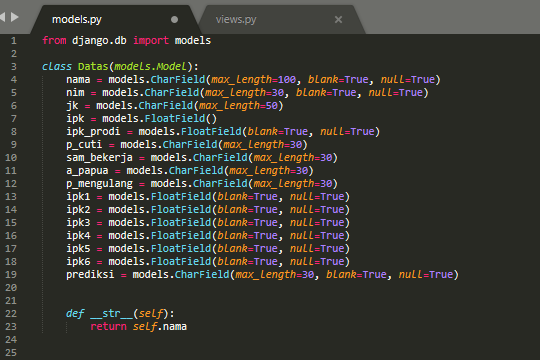 models.py
views.py
1 from django.db import models
2
3 class Datas(models.Model):
4     nama = models.CharField(max_length=100, blank=True, null=True)
5     nim = models.CharField(max_length=30, blank=True, null=True)
6     jk = models.CharField(max_length=50)
7     ipk = models.FloatField()
8     ipk_prodi = models.FloatField(blank=True, null=True)
9     p_cuti = models.CharField(max_length=30)
10     sam_bekerja = models.CharField(max_length=30)
11     a_papua = models.CharField(max_length=30)
12     p_mengulang = models.CharField(max_length=30)
13     ipk1 = models.FloatField(blank=True, null=True)
14     ipk2 = models.FloatField(blank=True, null=True)
15     ipk3 = models.FloatField(blank=True, null=True)
16     ipk4 = models.FloatField(blank=True, null=True)
17     ipk5 = models.FloatField(blank=True, null=True)
18     ipk6 = models.FloatField(blank=True, null=True)
19     prediksi = models.CharField(max_length=30, blank=True, null=True)
20
21
22     def __str__(self):
23         return self.nama
24
25